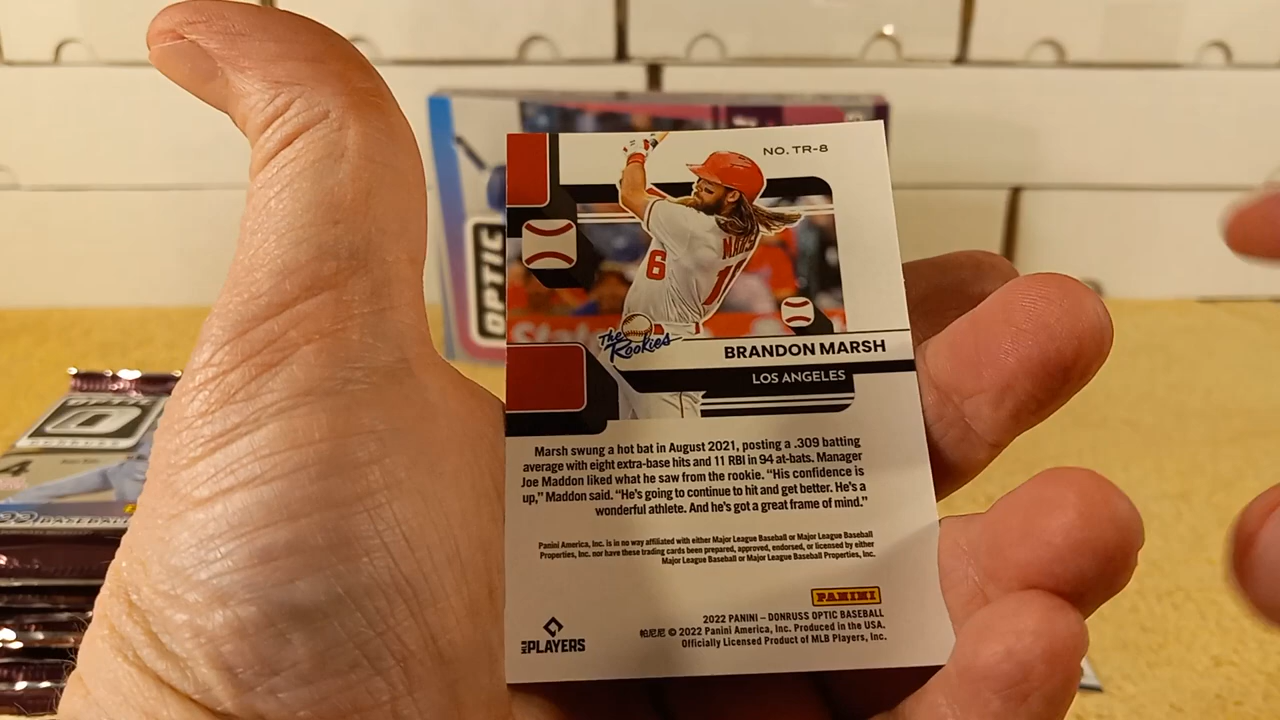 NO. TR-8
MARS
6
The
Rookies
BRANDON MARSH
LOS ANGELES
Marsh swung a hot bat in August 2021, posting a .309 batting
average with eight extra-base hits and 11 RBI in 94 at-bats. Manager
Joe Maddon liked what he saw from the rookie. “His confidence is
up,” Maddon said. “He’s going to continue to hit and get better. He’s a
wonderful athlete. And he’s got a great frame of mind.”
Panini America, Inc. is in no way affiliated with either Major League Baseball or Major League Baseball
Properties, Inc. nor have these trading cards been prepared, approved, endorsed, or licensed by either
Major League Baseball or Major League Baseball Properties, Inc.
PANINI
2022 PANINI – DONRUSS OPTIC BASEBALL
帕尼尼 © 2022 Panini America, Inc. Produced in the USA.
Officially Licensed Product of MLB Players, Inc.
MLB PLAYERS
OPTIC
DONRUSS
4
BASEBALL